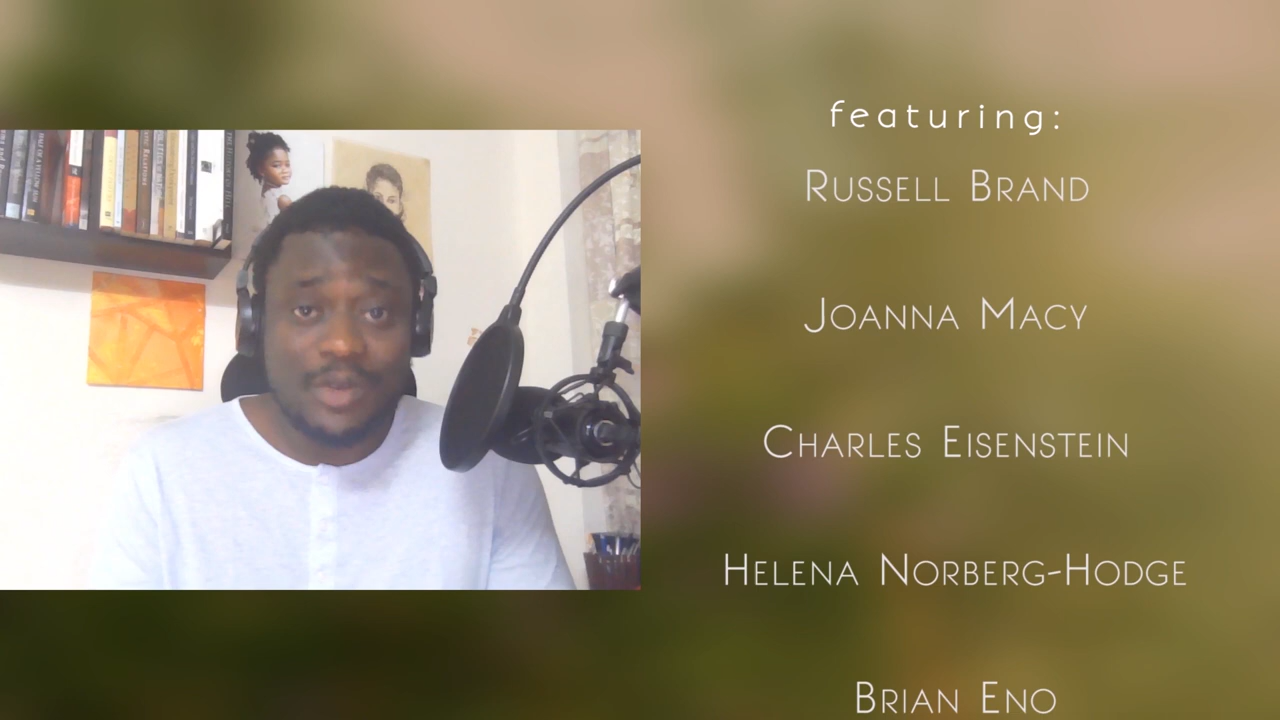 featuring:
RUSSELL BRAND
JOANNA MACY
CHARLES EISENSTEIN
HELENA NORBERG-HODGE
BRIAN ENO